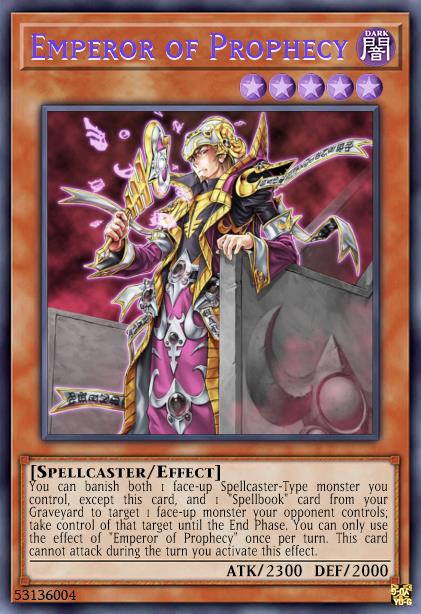 EMPEROR OF PROPHECY
DARK
闇
[SPELLCASTER/EFFECT]
You can banish both 1 face-up Spellcaster-Type monster you
control, except this card, and 1 "Spellbook" card from your
Graveyard to target 1 face-up monster your opponent controls;
take control of that target until the End Phase. You can only use
the effect of "Emperor of Prophecy" once per turn. This card
cannot attack during the turn you activate this effect.
ATK/2300 DEF/2000
53136004